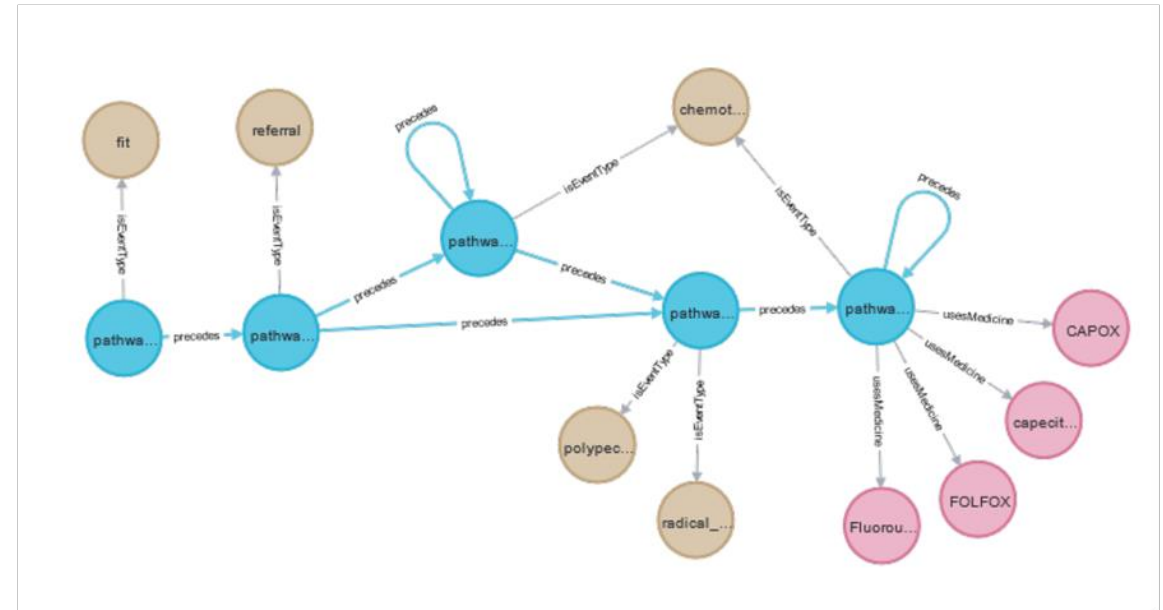 chemot...
precedes
referral
fit
isEventType
precedes
isEventType
isEventType
isEventType
pathwa...
precedes
precedes
pathwa...
precedes
pathwa...
precedes
pathwa...
precedes
pathwa...
usesMedicine
CAPOX
usesMedicine
isEventType
isEventType
usesMedicine
usesMedicine
capecit...
polypec...
FOLFOX
radical_...
Fluorou...